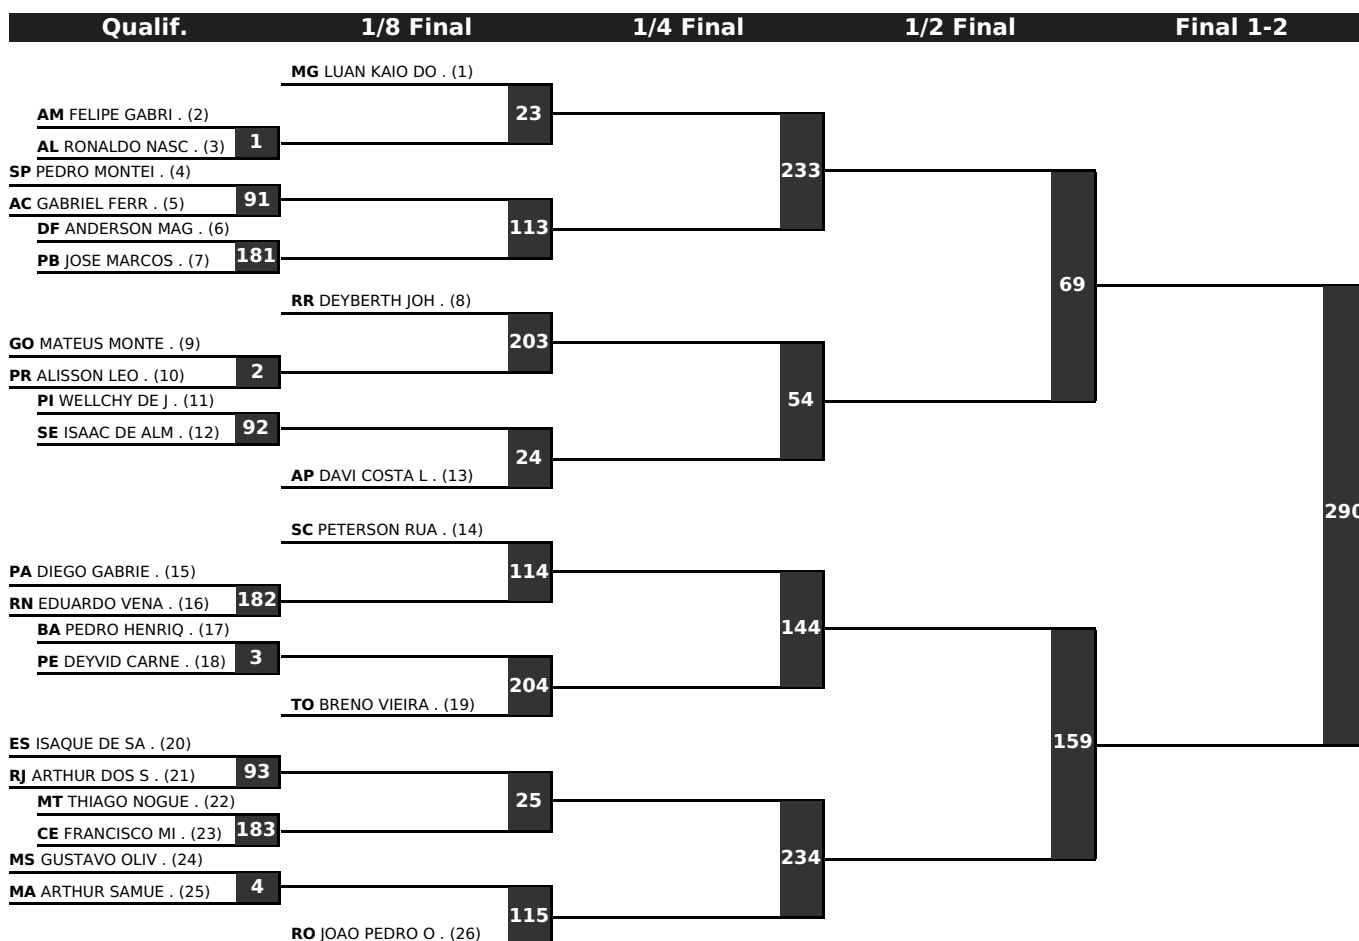 Qualif. 1/8 Final 1/4 Final 1/2 Final Final 1-2
MG LUAN KAIO DO . (1)
23
AM FELIPE GABRI . (2)
1
AL RONALDO NASC . (3)
SP PEDRO MONTEI . (4)
233
91
AC GABRIEL FERR . (5)
DF ANDERSON MAG . (6)
113
181
PB JOSE MARCOS . (7)
69
RR DEYBERTH JOH . (8)
203
GO MATEUS MONTE . (9)
2
PR ALISSON LEO . (10)
PI WELLCHY DE J . (11)
54
92
SE ISAAC DE ALM . (12)
24
AP DAVI COSTA L . (13)
290
SC PETERSON RUA . (14)
114
PA DIEGO GABRIE . (15)
182
RN EDUARDO VENA . (16)
BA PEDRO HENRIQ . (17)
144
3
PE DEYVID CARNE . (18)
204
TO BRENO VIEIRA . (19)
159
ES ISAQUE DE SA . (20)
93
RJ ARTHUR DOS S . (21)
25
MT THIAGO NOGUE . (22)
183
CE FRANCISCO MI . (23)
234
MS GUSTAVO OLIV . (24)
4
MA ARTHUR SAMUE . (25)
115
RO JOAO PEDRO O . (26)